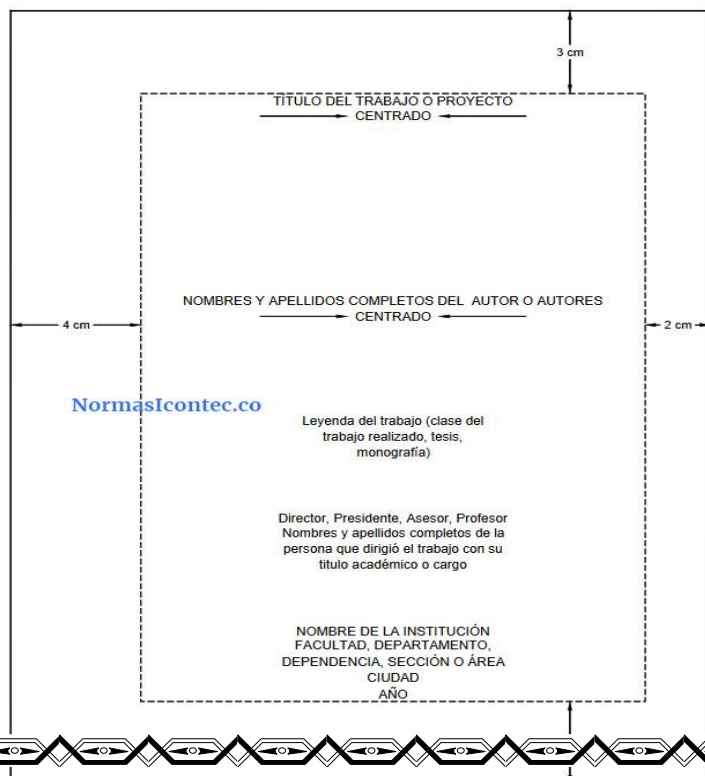 3 cm
TÍTULO DEL TRABAJO O PROYECTO
CENTRADO
NOMBRES Y APELLIDOS COMPLETOS DEL AUTOR O AUTORES
CENTRADO
4 cm
2 cm
NormasIcontec.co
Leyenda del trabajo (clase del
trabajo realizado, tesis,
monografía)
Director, Presidente, Asesor, Profesor
Nombres y apellidos completos de la
persona que dirigió el trabajo con su
titulo académico o cargo
NOMBRE DE LA INSTITUCIÓN
FACULTAD, DEPARTAMENTO,
DEPENDENCIA, SECCIÓN O ÁREA
CIUDAD
AÑO